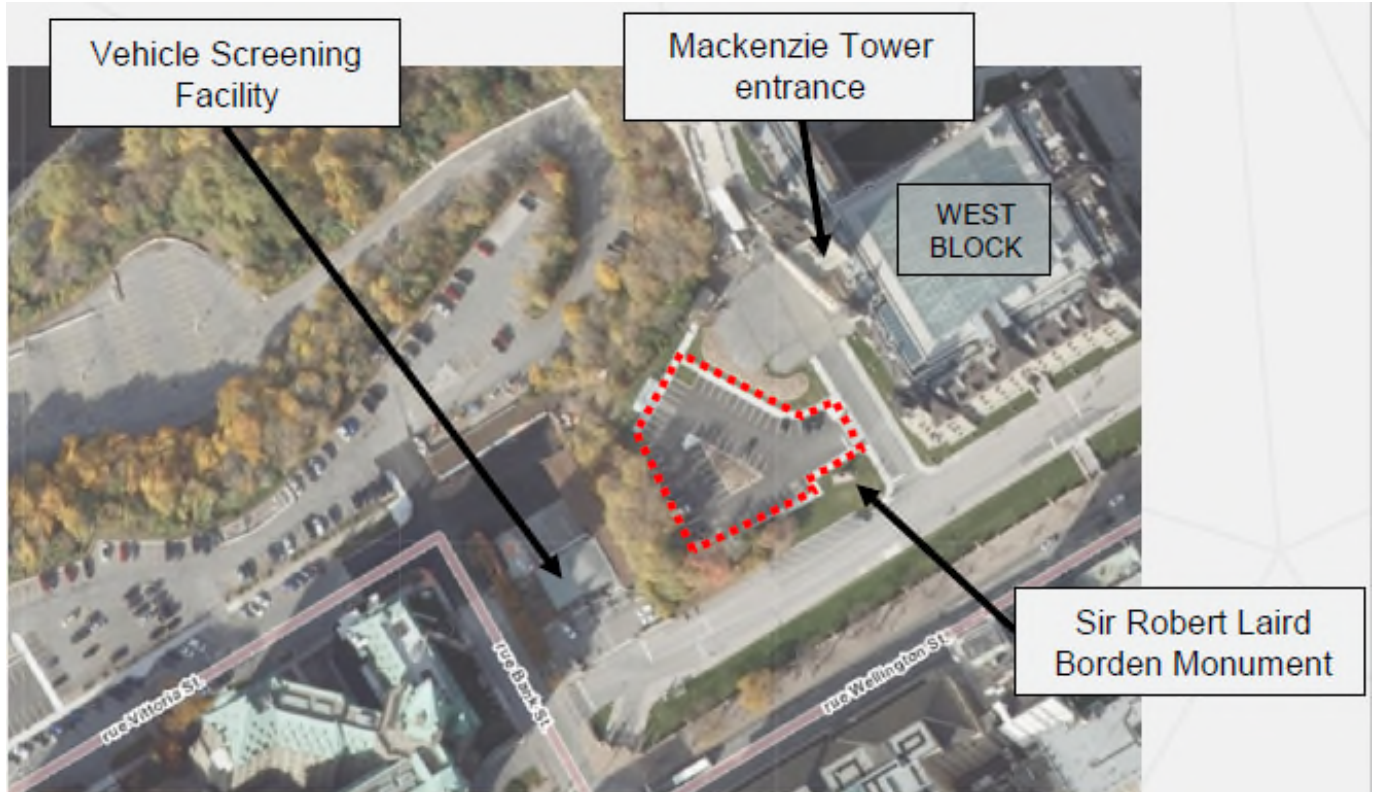 Vehicle Screening
Facility
Mackenzie Tower
entrance
WEST
BLOCK
Sir Robert Laird
Borden Monument
rue Vittoria St.
rue Bank St.
rue Wellington St.